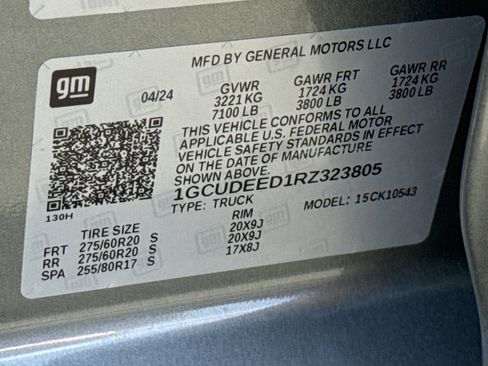 gm
MFD BY GENERAL MOTORS LLC
04/24 GVWR GAWR FRT GAWR RR
3221 KG 1724 KG 1724 KG
7100 LB 3800 LB 3800 LB
THIS VEHICLE CONFORMS TO ALL
APPLICABLE U.S. FEDERAL MOTOR
VEHICLE SAFETY STANDARDS IN EFFECT
ON THE DATE OF MANUFACTURE
SHOWN ABOVE.
1GCUDEED1RZ323805
130H
TYPE: TRUCK MODEL: 15CK10543
TIRE SIZE RIM
FRT 275/60R20 S 20X9J
RR 275/60R20 S 20X9J
SPA 255/80R17 S 17X8J